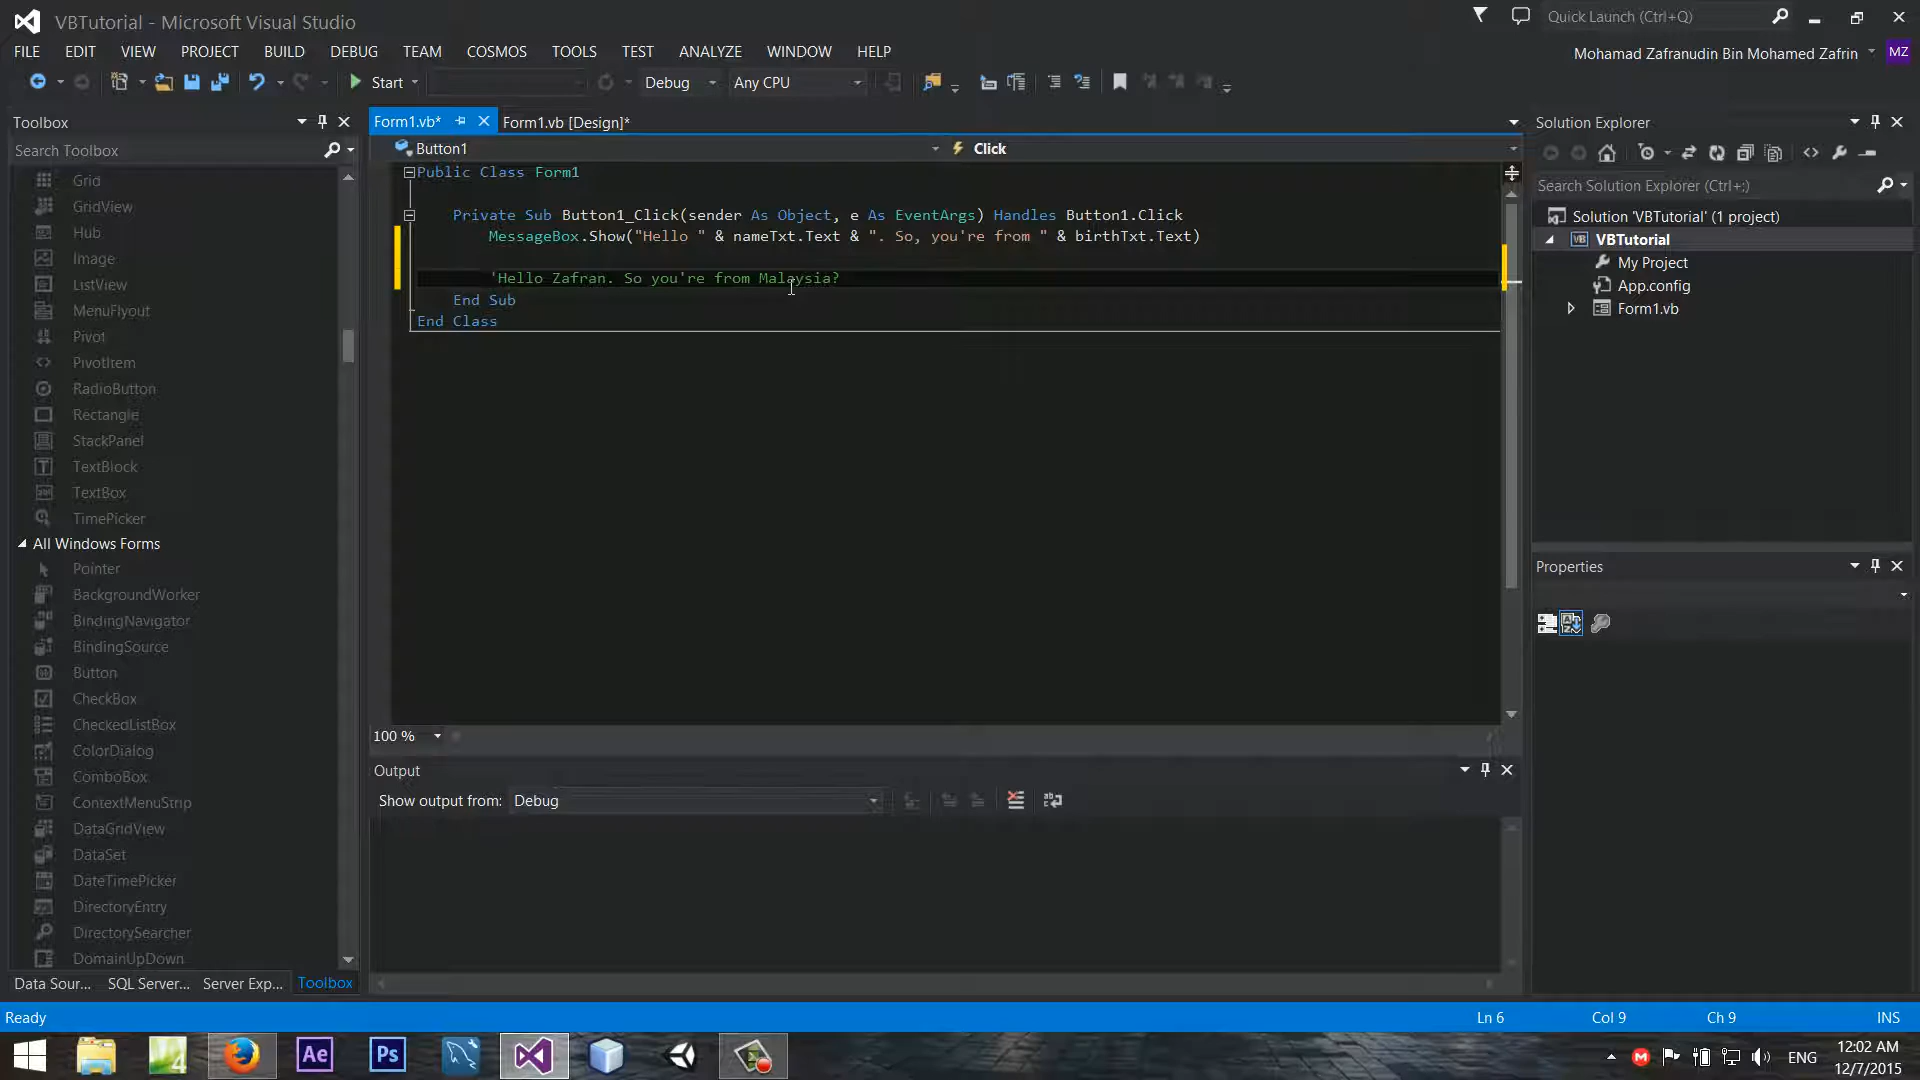 VBTutorial - Microsoft Visual Studio
Quick Launch (Ctrl+Q)
FILE EDIT VIEW PROJECT BUILD DEBUG TEAM COSMOS TOOLS TEST ANALYZE WINDOW HELP
Mohamad Zafranudin Bin Mohamed Zafrin MZ
Start Debug Any CPU
Toolbox
Search Toolbox
Grid
GridView
Hub
Image
ListView
MenuFlyout
Pivot
PivotItem
RadioButton
Rectangle
StackPanel
TextBlock
TextBox
TimePicker
All Windows Forms
Pointer
BackgroundWorker
BindingNavigator
BindingSource
Button
CheckBox
CheckedListBox
ColorDialog
ComboBox
ContextMenuStrip
DataGridView
DataSet
DateTimePicker
DirectoryEntry
DirectorySearcher
DomainUpDown
Data Sour... SQL Server... Server Exp... Toolbox
Form1.vb* Form1.vb [Design]*
Button1 Click
Public Class Form1
Private Sub Button1_Click(sender As Object, e As EventArgs) Handles Button1.Click
MessageBox.Show("Hello " & nameTxt.Text & ". So, you're from " & birthTxt.Text)
'Hello Zafran. So you're from Malaysia?
End Sub
End Class
100 %
Output
Show output from: Debug
Solution Explorer
Search Solution Explorer (Ctrl+;)
Solution 'VBTutorial' (1 project)
VB VBTutorial
My Project
App.config
Form1.vb
Properties
Ready Ln 6 Col 9 Ch 9 INS
4 Ae Ps
M ENG
12:02 AM
12/7/2015